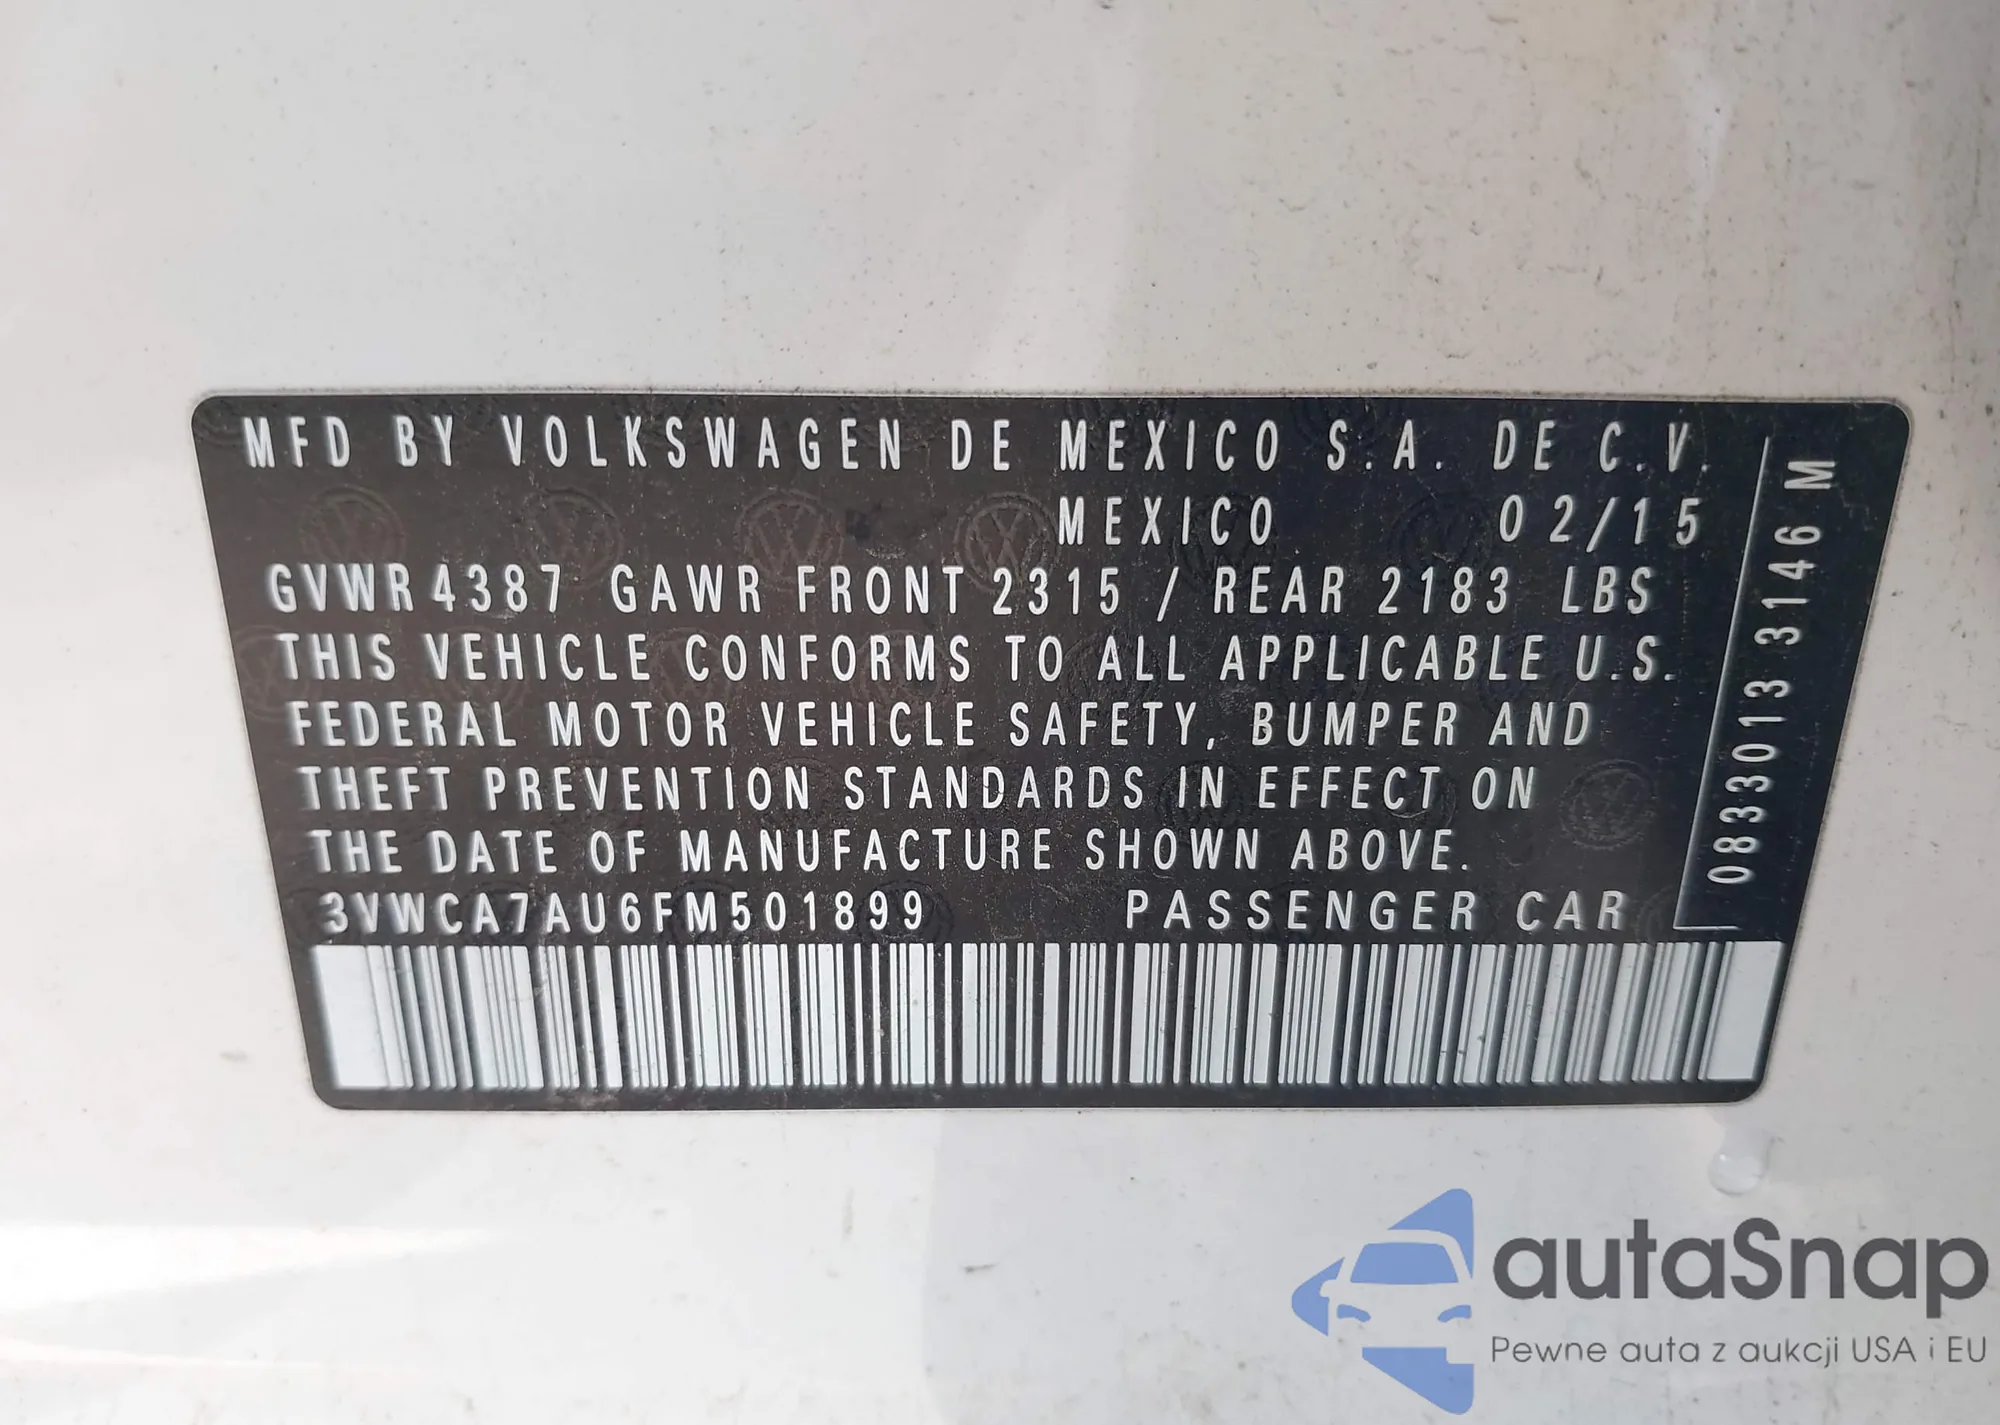 MFD BY VOLKSWAGEN DE MEXICO S.A. DE C.V.
MEXICO 02/15
GVWR 4387 GAWR FRONT 2315 / REAR 2183 LBS
THIS VEHICLE CONFORMS TO ALL APPLICABLE U.S.
FEDERAL MOTOR VEHICLE SAFETY, BUMPER AND
THEFT PREVENTION STANDARDS IN EFFECT ON
THE DATE OF MANUFACTURE SHOWN ABOVE.
3VWCA7AU6FM501899 PASSENGER CAR
0833013 3146 M
autaSnap
Pewne auta z aukcji USA i EU